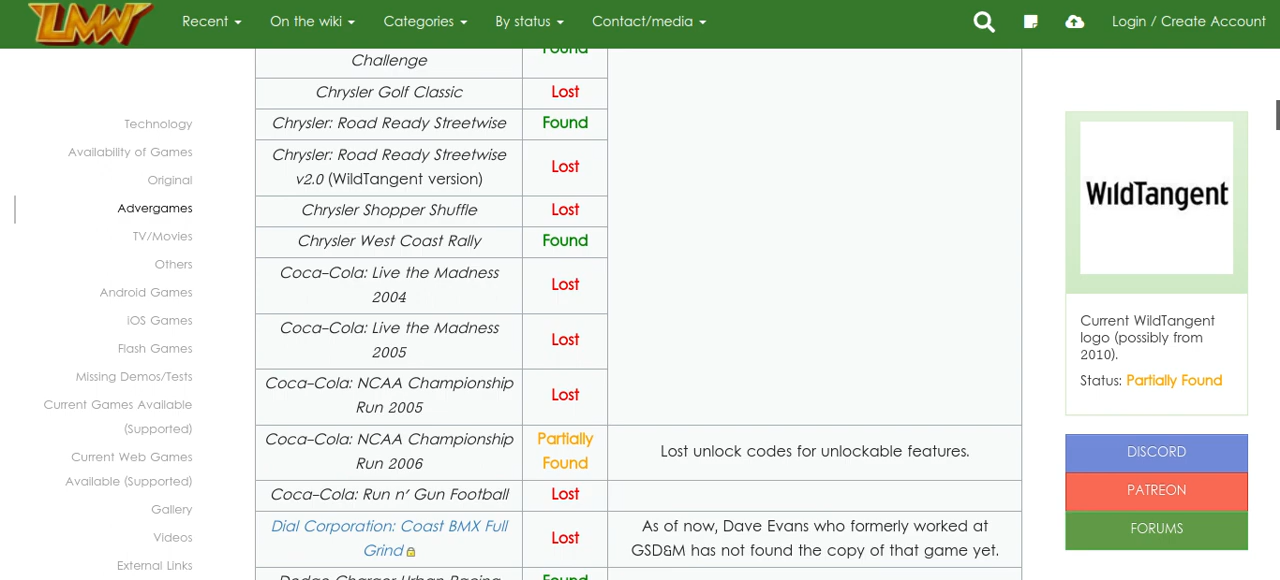 LMW Recent On the wiki Categories By status Contact/media Login / Create Account
Technology
Availability of Games
Original
Advergames
TV/Movies
Others
Android Games
iOS Games
Flash Games
Missing Demos/Tests
Current Games Available
(Supported)
Current Web Games
Available (Supported)
Gallery
Videos
External Links
Found
Challenge
Chrysler Golf Classic Lost
Chrysler: Road Ready Streetwise Found
Chrysler: Road Ready Streetwise
v2.0 (WildTangent version) Lost
Chrysler Shopper Shuffle Lost
Chrysler West Coast Rally Found
Coca-Cola: Live the Madness
2004 Lost
Coca-Cola: Live the Madness
2005 Lost
Coca-Cola: NCAA Championship
Run 2005 Lost
Coca-Cola: NCAA Championship
Run 2006
Partially
Found
Lost unlock codes for unlockable features.
Coca-Cola: Run n' Gun Football Lost
Dial Corporation: Coast BMX Full
Grind Lost
As of now, Dave Evans who formerly worked at
GSD&M has not found the copy of that game yet.
Dodge Charger Urban Racing Found
WildTangent
Current WildTangent
logo (possibly from
2010).
Status: Partially Found
DISCORD
PATREON
FORUMS